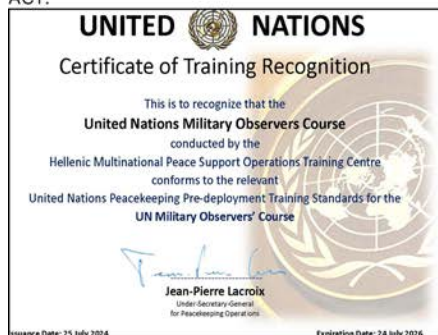 ACT.
UNITED NATIONS
Certificate of Training Recognition
This is to recognize that the
United Nations Military Observers Course
conducted by the
Hellenic Multinational Peace Support Operations Training Centre
conforms to the relevant
United Nations Peacekeeping Pre-deployment Training Standards for the
UN Military Observers' Course
Jean-Pierre Lacroix
Under-Secretary-General
for Peacekeeping Operations
Issuance Date: 25 July 2024 Expiration Date: 24 July 2026